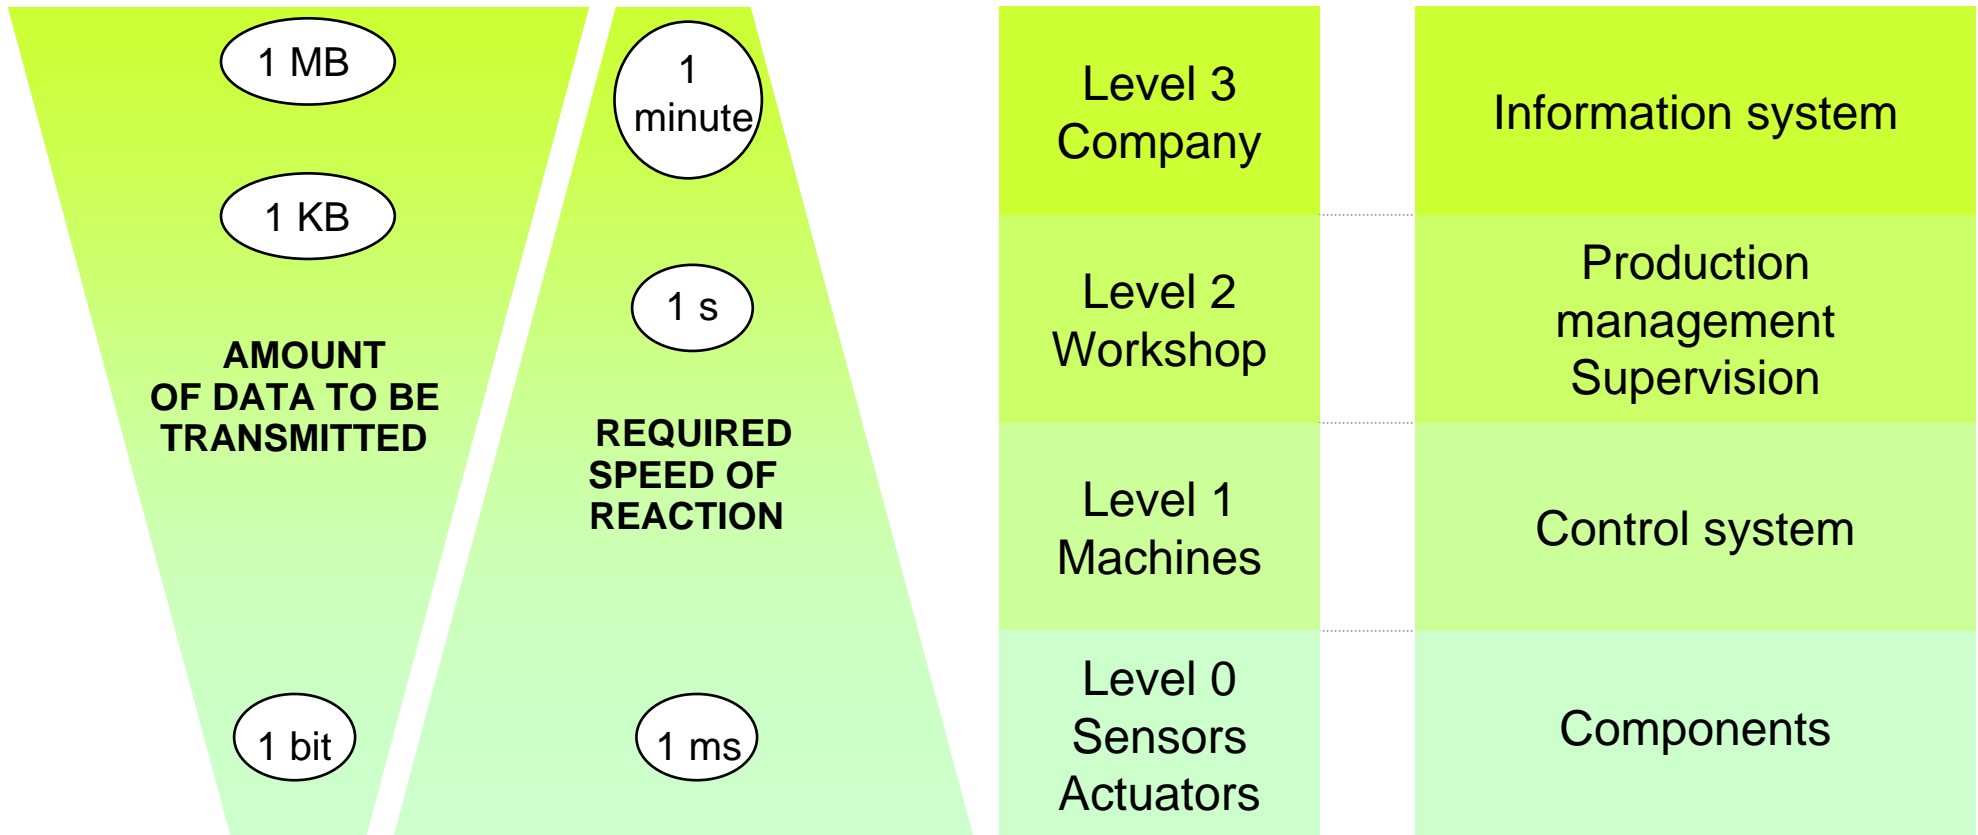 1 MB
1 KB
AMOUNT
OF DATA TO BE
TRANSMITTED
1 bit
1
minute
1 s
REQUIRED
SPEED OF
REACTION
1 ms
Level 3
Company
Information system
Level 2
Workshop
Production
management
Supervision
Level 1
Machines
Control system
Level 0
Sensors
Actuators
Components